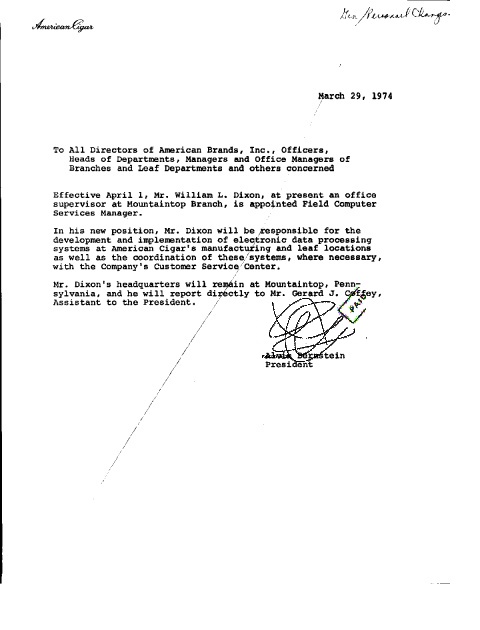 American Cigar
Gen/Personnel Changes.
March 29, 1974
To All Directors of American Brands, Inc., Officers,
Heads of Departments, Managers and Office Managers of
Branches and Leaf Departments and others concerned
Effective April 1, Mr. William L. Dixon, at present an office
supervisor at Mountaintop Branch, is appointed Field Computer
Services Manager.
In his new position, Mr. Dixon will be responsible for the
development and implementation of electronic data processing
systems at American Cigar's manufacturing and leaf locations
as well as the coordination of these systems, where necessary,
with the Company's Customer Service Center.
Mr. Dixon's headquarters will remain at Mountaintop, Penn-
sylvania, and he will report directly to Mr. Gerard J. Coffey,
Assistant to the President.
PAID
Bernstein
President